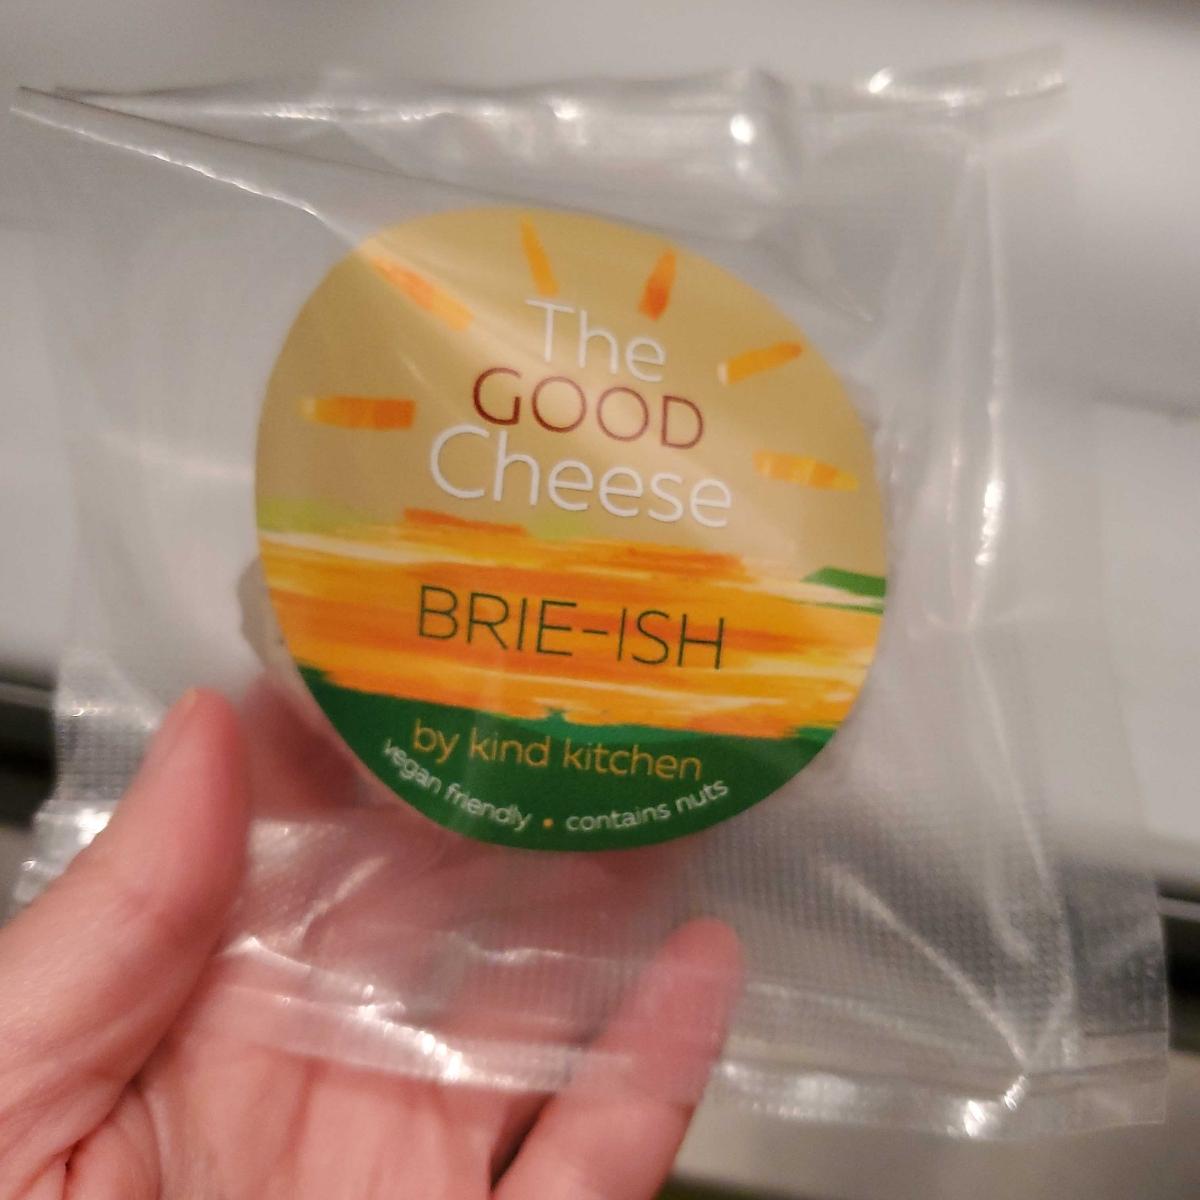 The
GOOD
Cheese
BRIE-ISH
by kind kitchen
vegan friendly • contains nuts